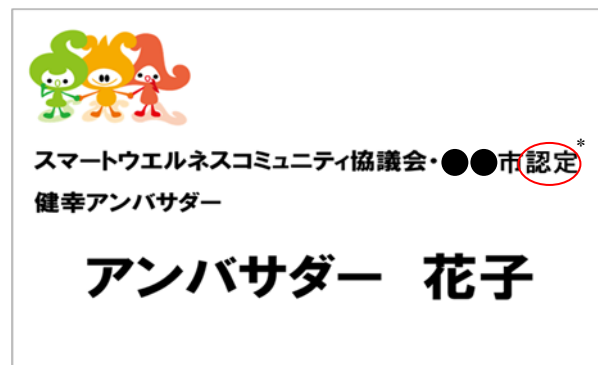 スマートウエルネスコミュニティ協議会・●●市認定*
健幸アンバサダー
アンバサダー　花子